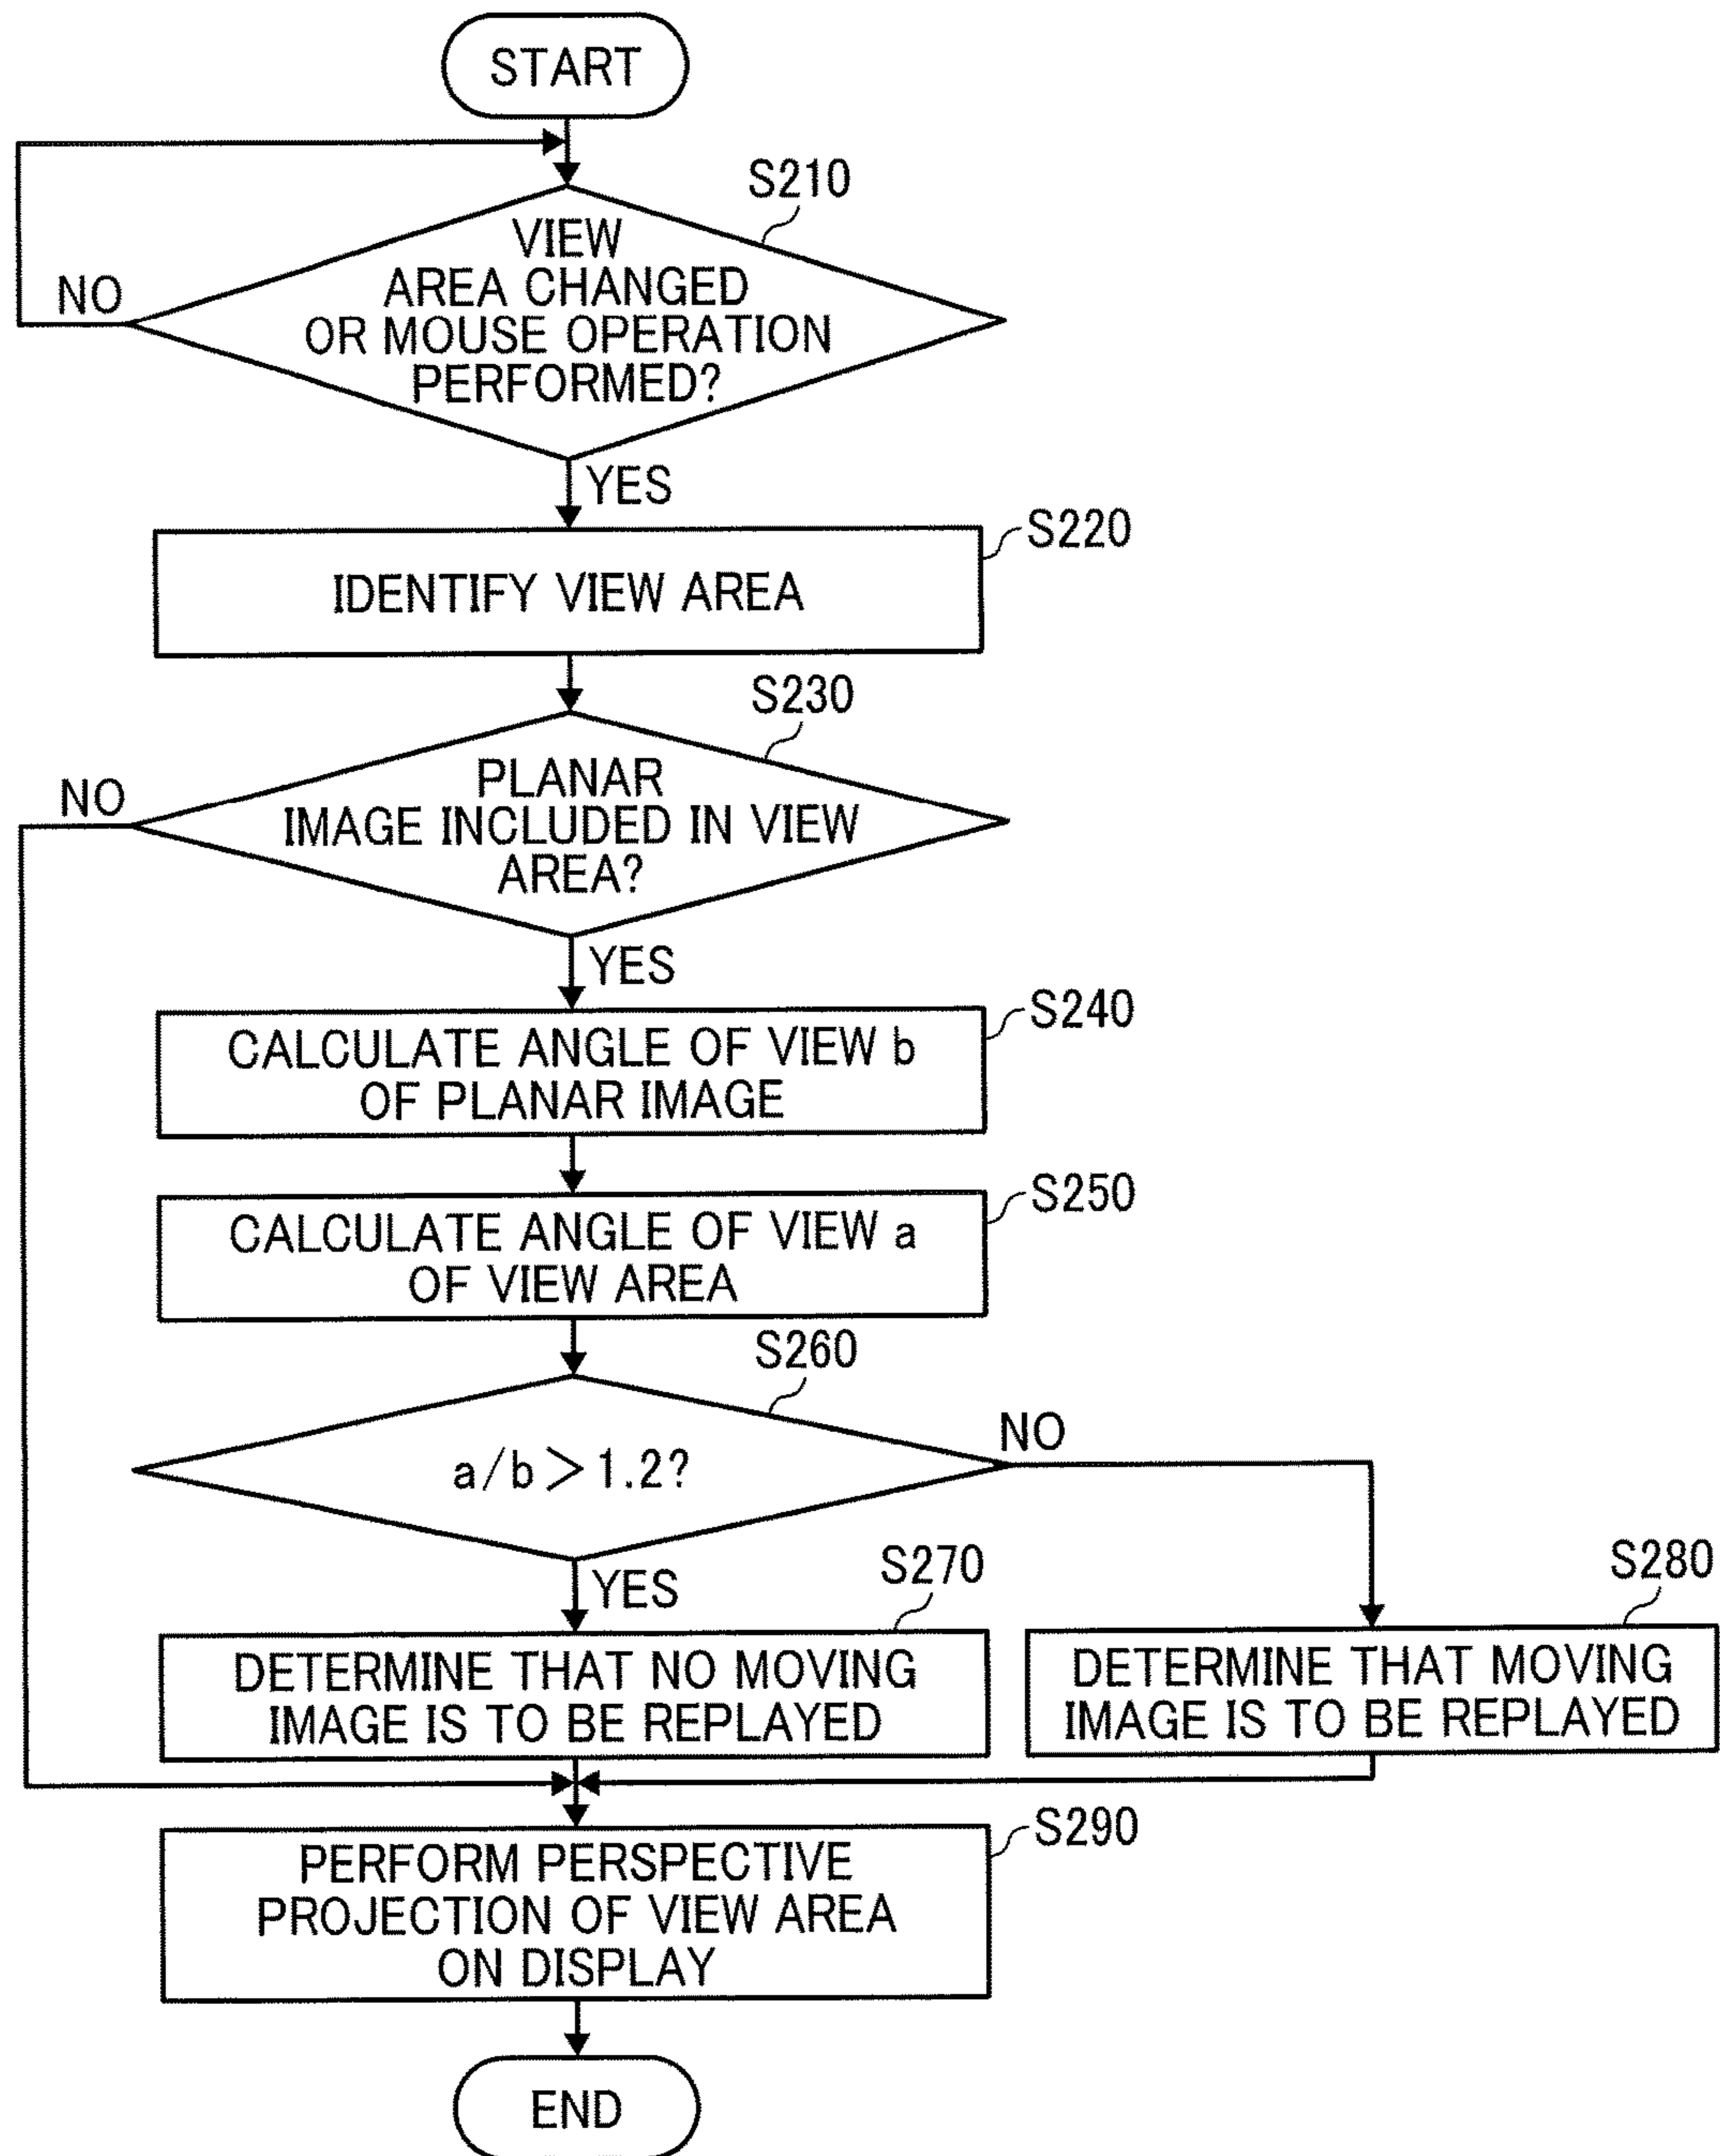 START
S210
VIEW
AREA CHANGED
OR MOUSE OPERATION
PERFORMED?
NO
YES
S220
IDENTIFY VIEW AREA
S230
PLANAR
IMAGE INCLUDED IN VIEW
AREA?
NO
YES
S240
CALCULATE ANGLE OF VIEW b
OF PLANAR IMAGE
S250
CALCULATE ANGLE OF VIEW a
OF VIEW AREA
S260
a/b＞1.2?
NO
YES
S270
DETERMINE THAT NO MOVING
IMAGE IS TO BE REPLAYED
S280
DETERMINE THAT MOVING
IMAGE IS TO BE REPLAYED
S290
PERFORM PERSPECTIVE
PROJECTION OF VIEW AREA
ON DISPLAY
END